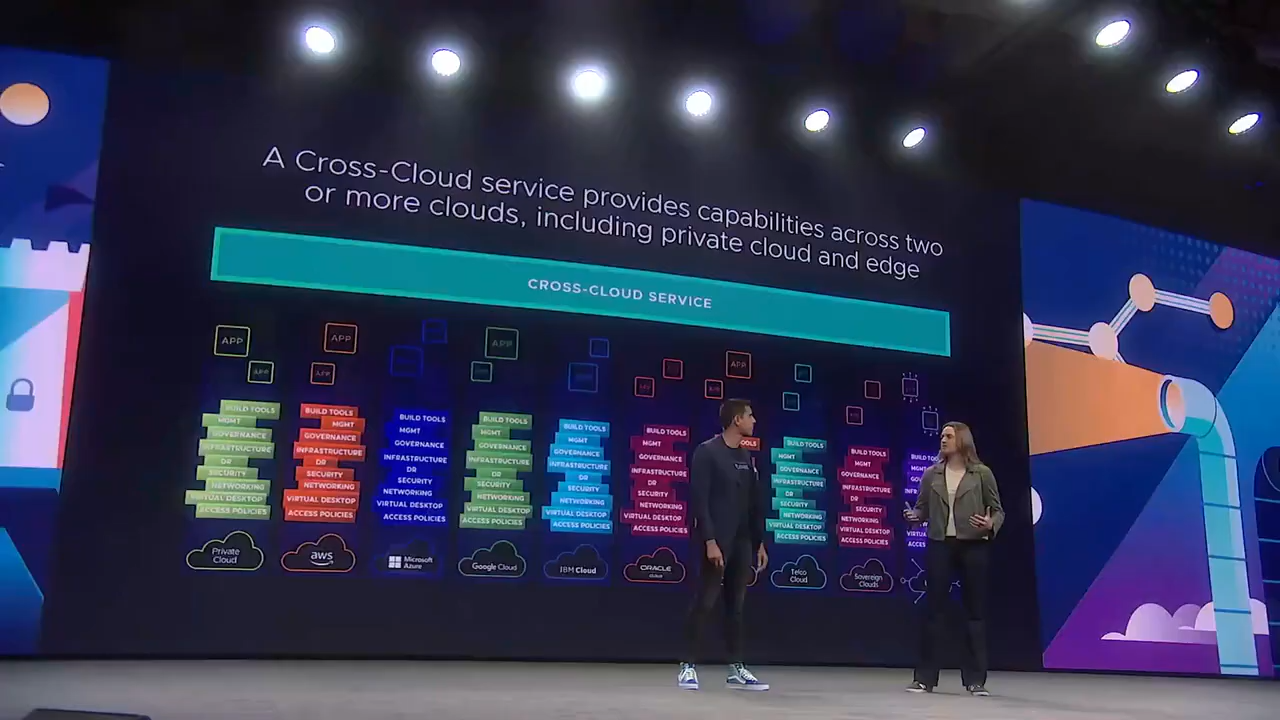 A Cross-Cloud service provides capabilities across two
or more clouds, including private cloud and edge
CROSS-CLOUD SERVICE
APP
APP
APP
APP
APP
APP
BUILD TOOLS
MGMT
GOVERNANCE
INFRASTRUCTURE
DR
SECURITY
NETWORKING
VIRTUAL DESKTOP
ACCESS POLICIES
Private
Cloud
BUILD TOOLS
MGMT
GOVERNANCE
INFRASTRUCTURE
DR
SECURITY
NETWORKING
VIRTUAL DESKTOP
ACCESS POLICIES
aws
BUILD TOOLS
MGMT
GOVERNANCE
INFRASTRUCTURE
DR
SECURITY
NETWORKING
VIRTUAL DESKTOP
ACCESS POLICIES
Microsoft
Azure
BUILD TOOLS
MGMT
GOVERNANCE
INFRASTRUCTURE
DR
SECURITY
NETWORKING
VIRTUAL DESKTOP
ACCESS POLICIES
Google Cloud
BUILD TOOLS
MGMT
GOVERNANCE
INFRASTRUCTURE
DR
SECURITY
NETWORKING
VIRTUAL DESKTOP
ACCESS POLICIES
IBM Cloud
BUILD TOOLS
MGMT
GOVERNANCE
INFRASTRUCTURE
DR
SECURITY
NETWORKING
VIRTUAL DESKTOP
ACCESS POLICIES
ORACLE
BUILD TOOLS
MGMT
GOVERNANCE
INFRASTRUCTURE
DR
SECURITY
NETWORKING
VIRTUAL DESKTOP
ACCESS POLICIES
Telco
Cloud
BUILD TOOLS
MGMT
GOVERNANCE
INFRASTRUCTURE
DR
SECURITY
NETWORKING
VIRTUAL DESKTOP
ACCESS POLICIES
Sovereign
Clouds